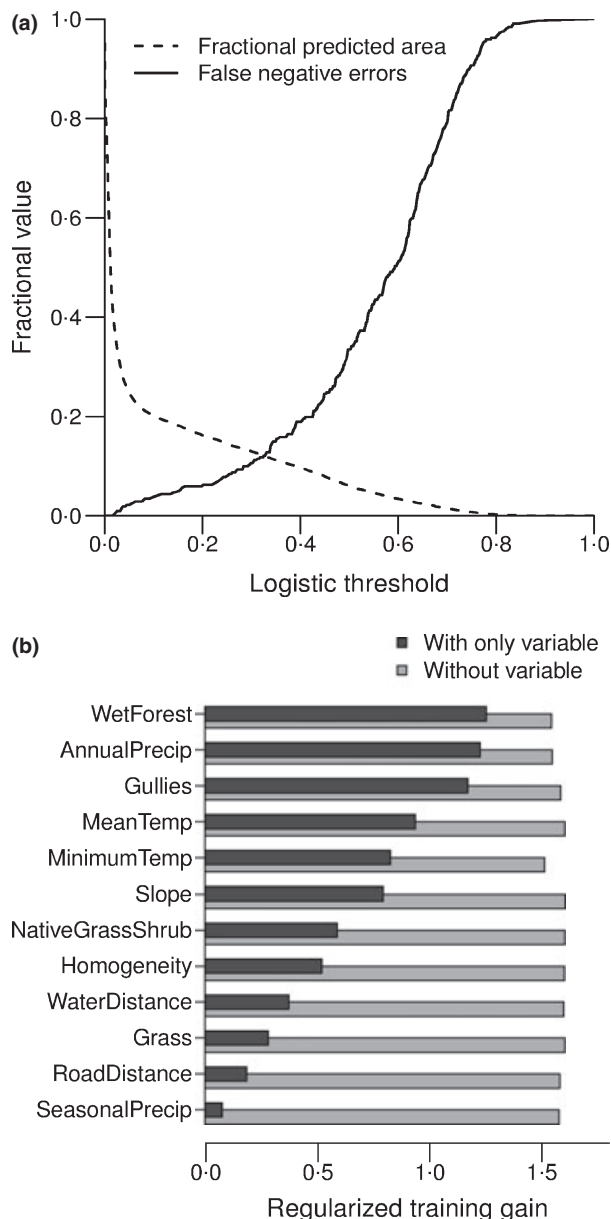 (a)
1·0
0·8
0·6
0·4
0·2
0·0
Fractional value
Fractional predicted area
False negative errors
0·0 0·2 0·4 0·6 0·8 1·0
Logistic threshold
(b)
With only variable
Without variable
WetForest
AnnualPrecip
Gullies
MeanTemp
MinimumTemp
Slope
NativeGrassShrub
Homogeneity
WaterDistance
Grass
RoadDistance
SeasonalPrecip
0·0 0·5 1·0 1·5
Regularized training gain